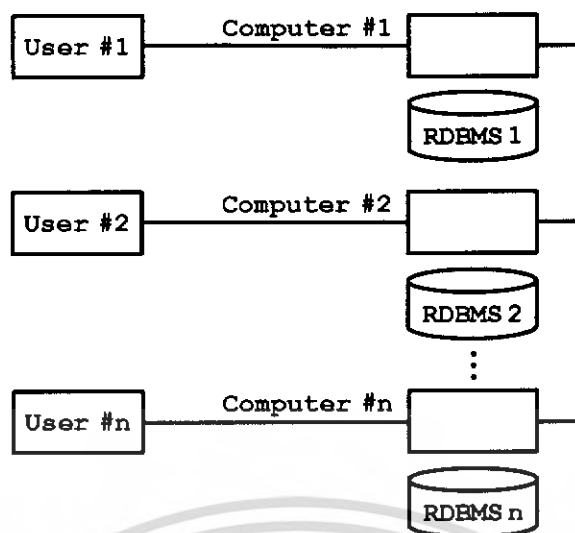 Computer #1
User #1
RDBMS 1
Computer #2
User #2
RDBMS 2
Computer #n
User #n
RDBMS n